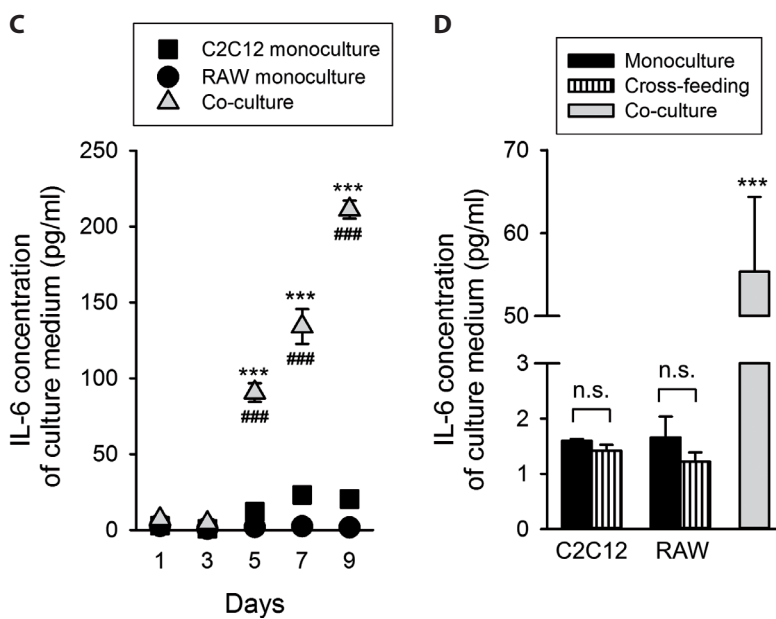 C
C2C12 monoculture
RAW monoculture
Co-culture
IL-6 concentration
of culture medium (pg/ml)
250
200
150
100
50
0
***
###
***
###
***
###
1 3 5 7 9
Days
D
Monoculture
Cross-feeding
Co-culture
IL-6 concentration
of culture medium (pg/ml)
70
60
50
3
2
1
0
***
n.s.
n.s.
C2C12 RAW